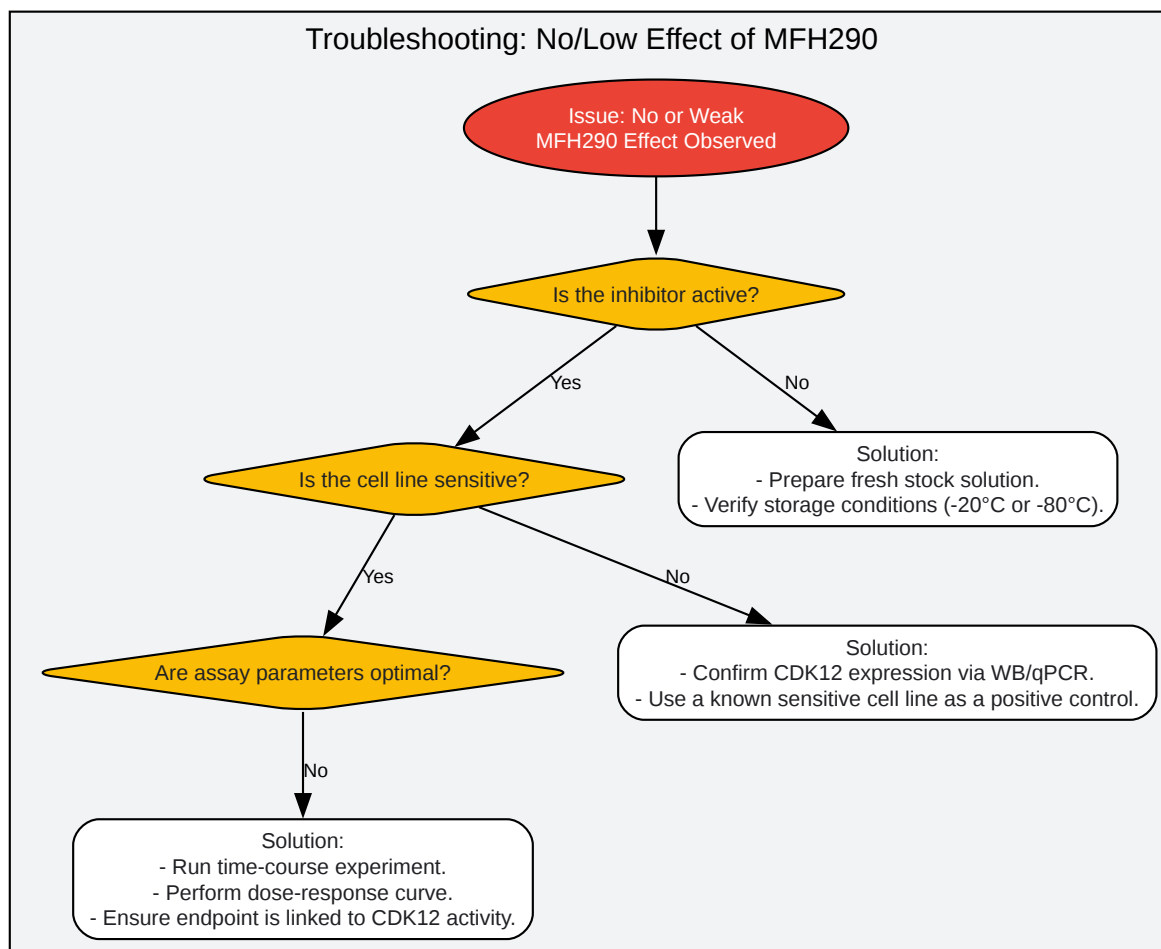 Troubleshooting: No/Low Effect of MFH290
Issue: No or Weak
MFH290 Effect Observed
Is the inhibitor active?
Yes
No
Is the cell line sensitive?
Solution:
- Prepare fresh stock solution.
- Verify storage conditions (-20°C or -80°C).
Yes
No
Are assay parameters optimal?
Solution:
- Confirm CDK12 expression via WB/qPCR.
- Use a known sensitive cell line as a positive control.
No
Solution:
- Run time-course experiment.
- Perform dose-response curve.
- Ensure endpoint is linked to CDK12 activity.